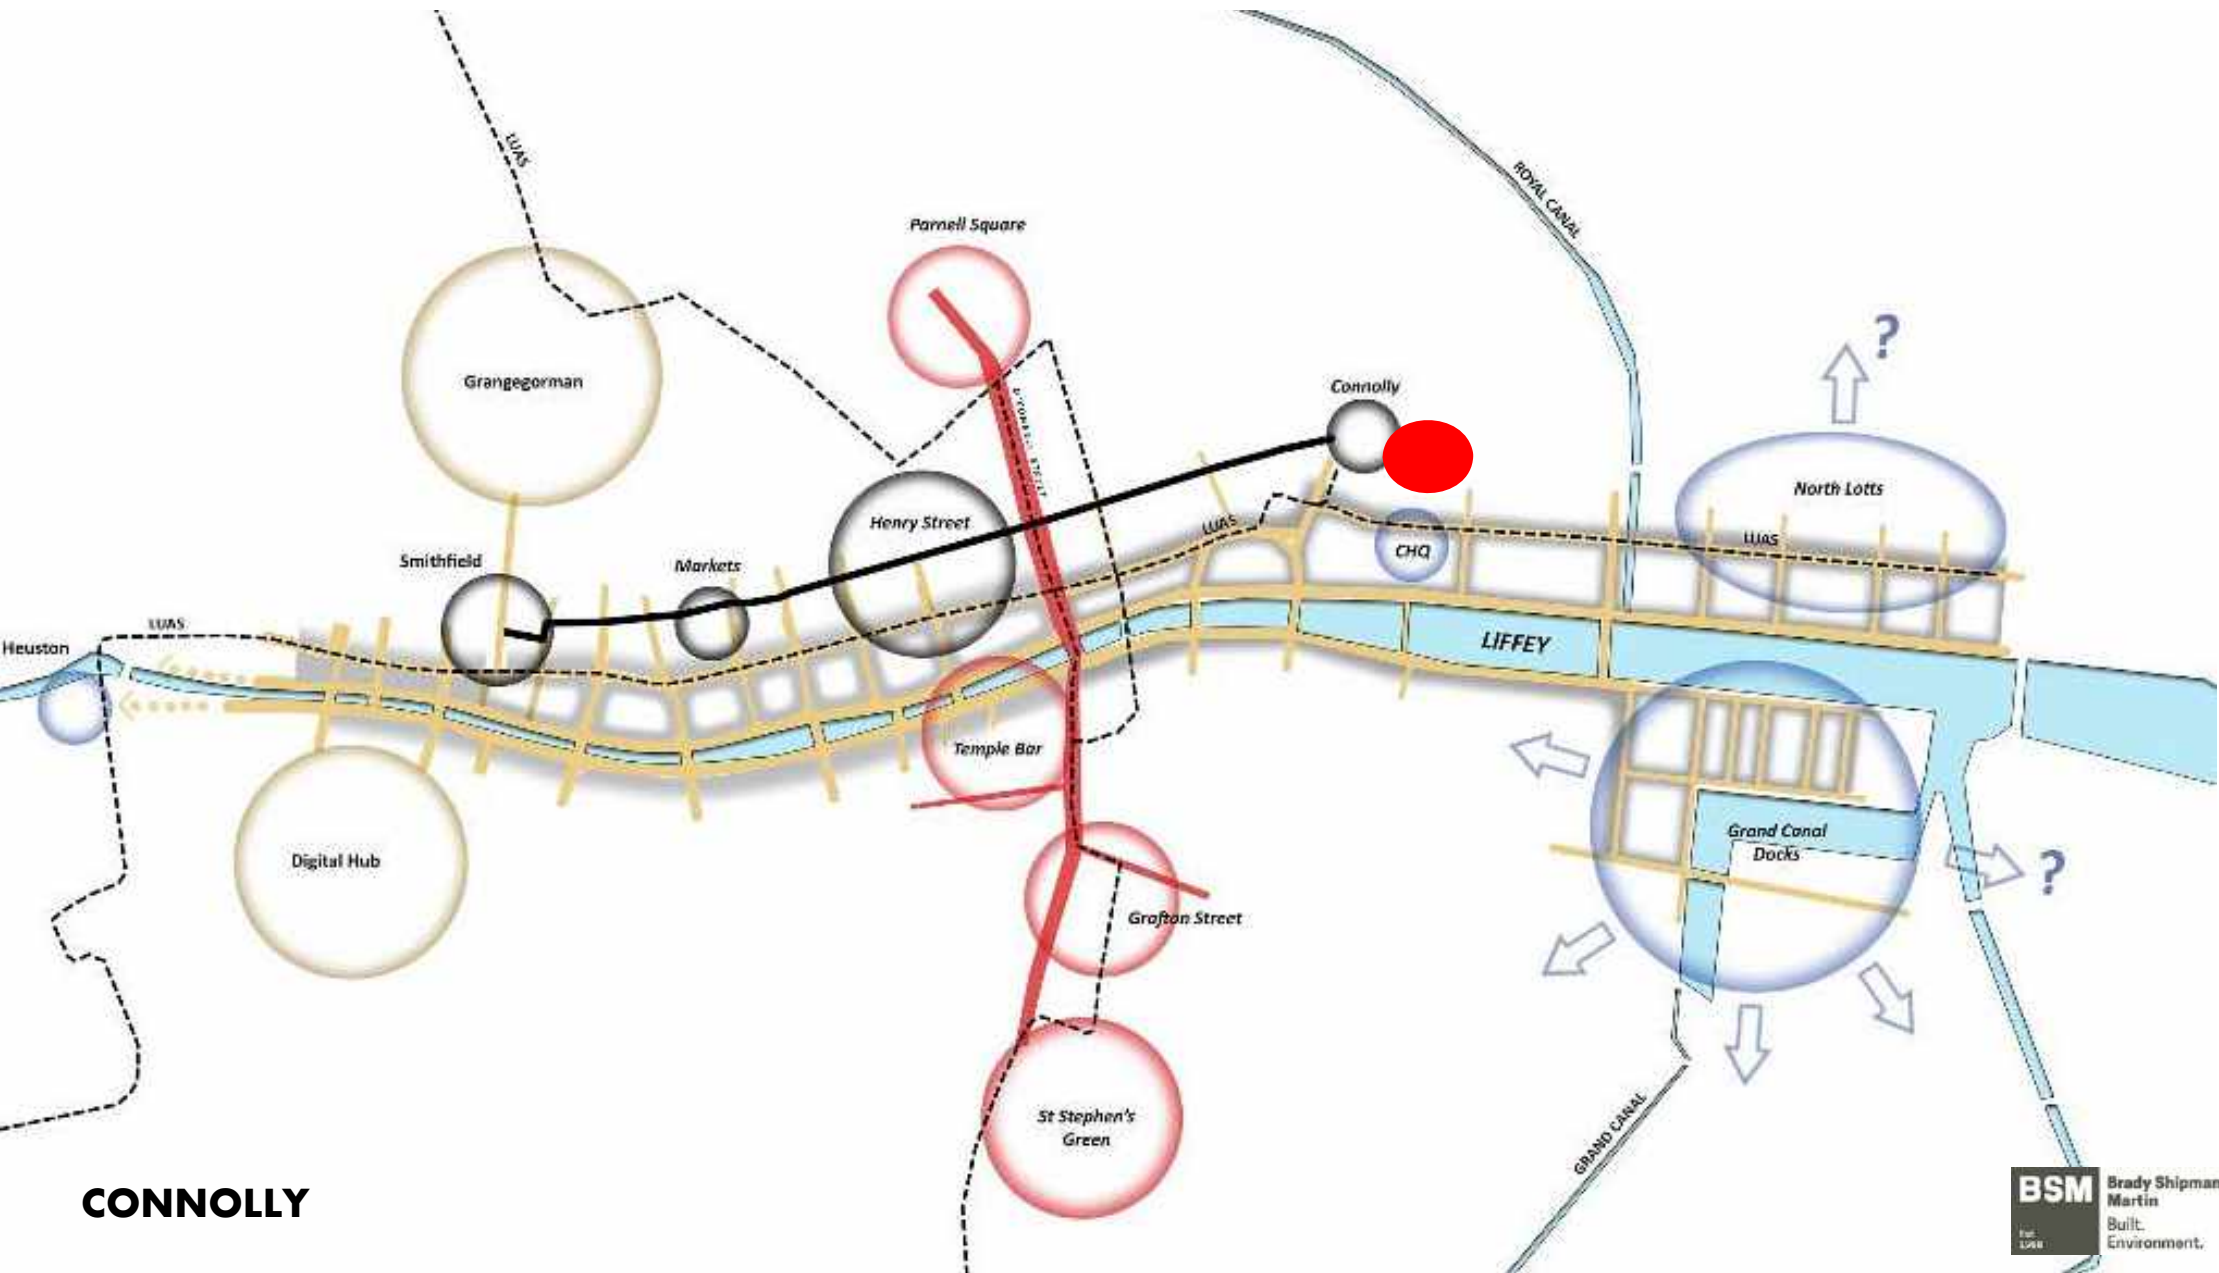 LUAS
ROYAL CANAL
Parnell Square
?
Grangegorman
Connolly
North Lotts
Henry Street
LUAS
LUAS
CHQ
Smithfield
Markets
LUAS
Heuston
LIFFEY
Temple Bar
Grand Canal
Docks
?
Digital Hub
Grafton Street
St Stephen's
Green
GRAND CANAL
CONNOLLY
BSM
Brady Shipman
Martin
Built.
Environment.